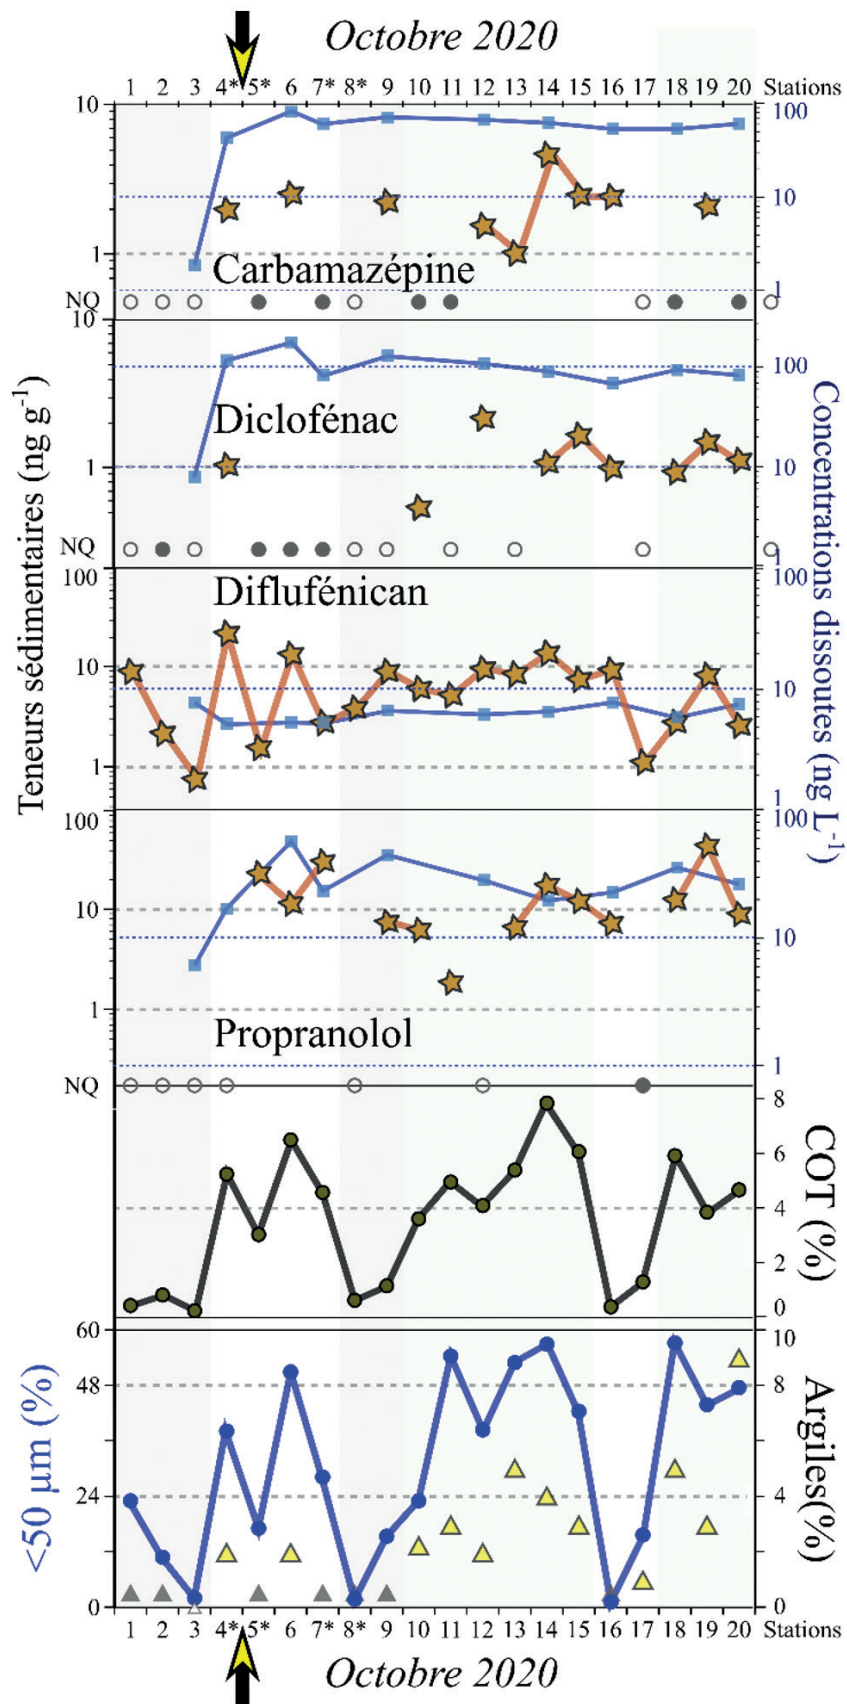 Octobre 2020
1 2 3 4* 5* 6 7* 8* 9 10 11 12 13 14 15 16 17 18 19 20 Stations
10 100
10
1
Carbamazépine
1
NQ
10
100
Diclofénac
1 10
NQ
1
100 100
Diflufénican
10
10
1
1
100 100
10
10
1
Propranolol
1
NQ
8
6
4
2
0
60 10
48 8
24 4
0 0
1 2 3 4* 5* 6 7* 8* 9 10 11 12 13 14 15 16 17 18 19 20 Stations
Octobre 2020
Teneurs sédimentaires (ng g-1)
Concentrations dissoutes (ng L-1)
COT (%)
<50 µm (%)
Argiles(%)